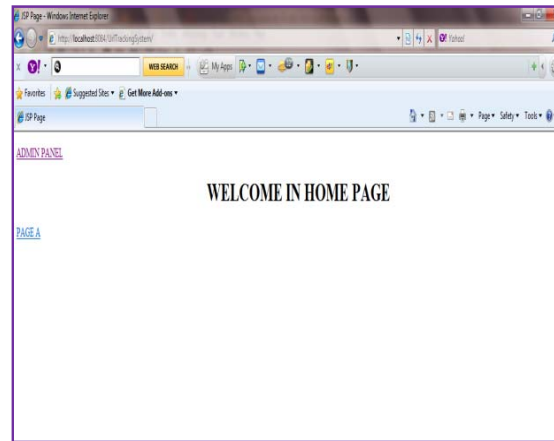 JSP Page - Windows Internet Explorer
http://localhost:8084/UrlTrackingSystem/
Yahoo!
Y!
WEB SEARCH
My Apps
Favorites
Suggested Sites
Get More Add-ons
JSP Page
Page
Safety
Tools
ADMIN PANEL
WELCOME IN HOME PAGE
PAGE A